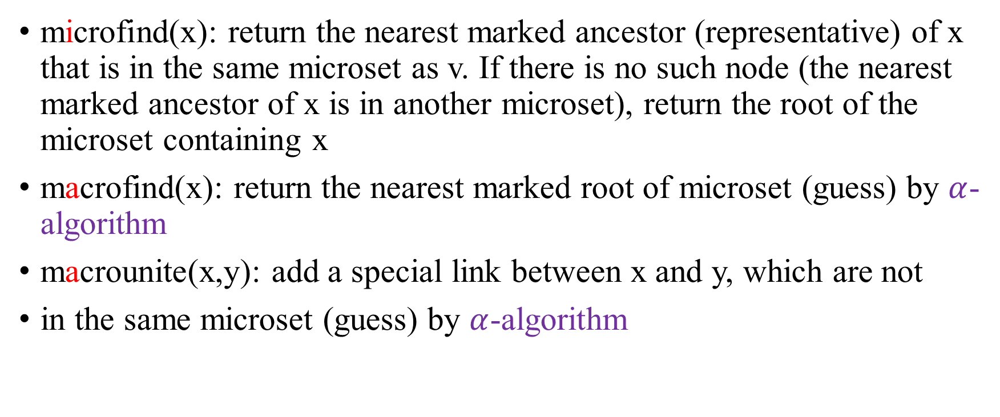 • microfind(x): return the nearest marked ancestor (representative) of x
that is in the same microset as v. If there is no such node (the nearest
marked ancestor of x is in another microset), return the root of the
microset containing x
• macrofind(x): return the nearest marked root of microset (guess) by 𝛼-
algorithm
• macrounite(x,y): add a special link between x and y, which are not
• in the same microset (guess) by 𝛼-algorithm